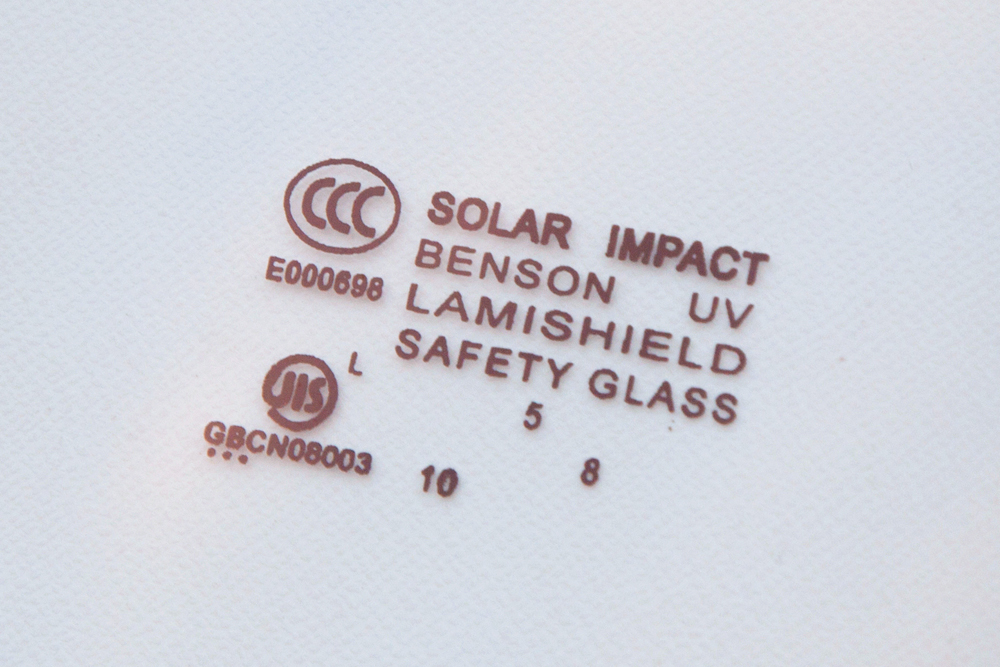 CCC
E000698
SOLAR IMPACT
BENSON UV
LAMISHIELD
SAFETY GLASS
JIS L
GBCN08003
•••
5
10 8